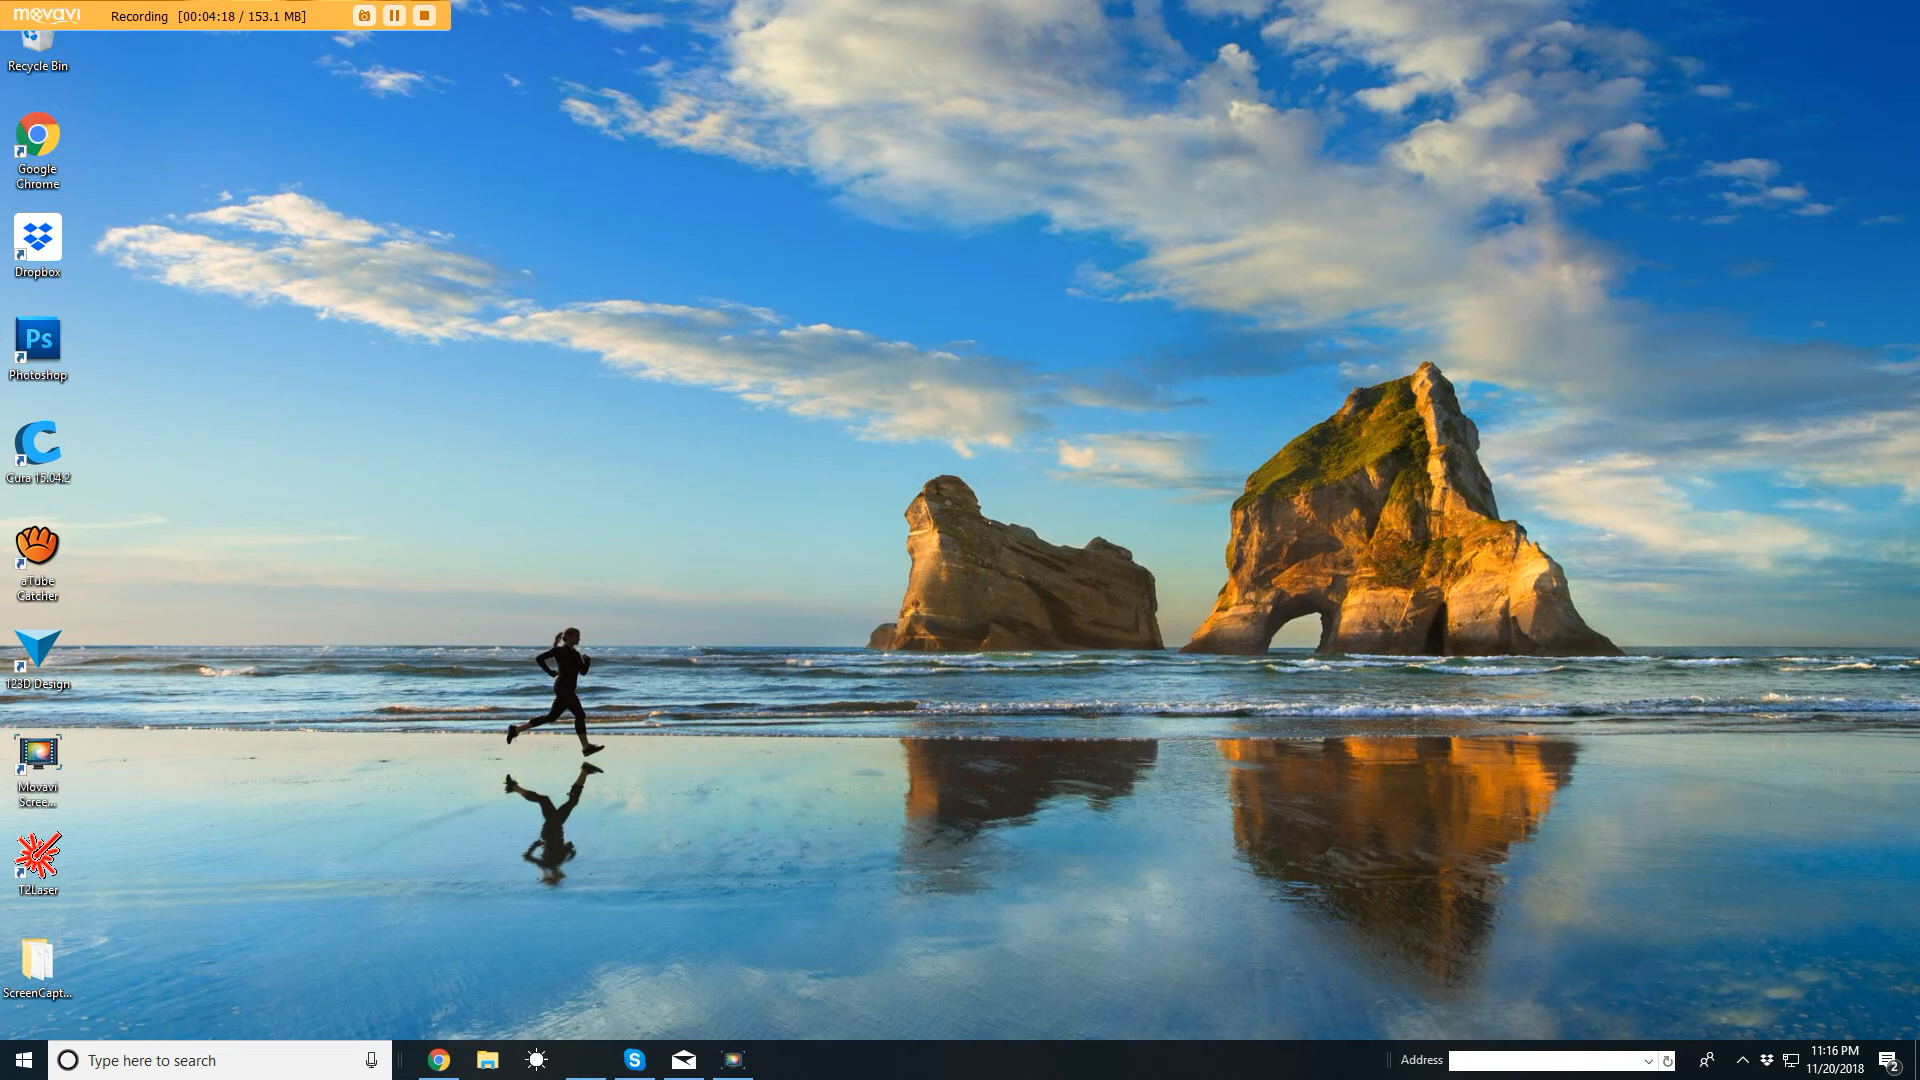 movavi
Recording [00:04:18 / 153.1 MB]
Recycle Bin
Google
Chrome
Dropbox
Ps
Photoshop
Cura 15.04.2
aTube
Catcher
123D Design
Movavi
Scree...
T2Laser
ScreenCapt...
Type here to search
Address
11:16 PM
11/20/2018
2